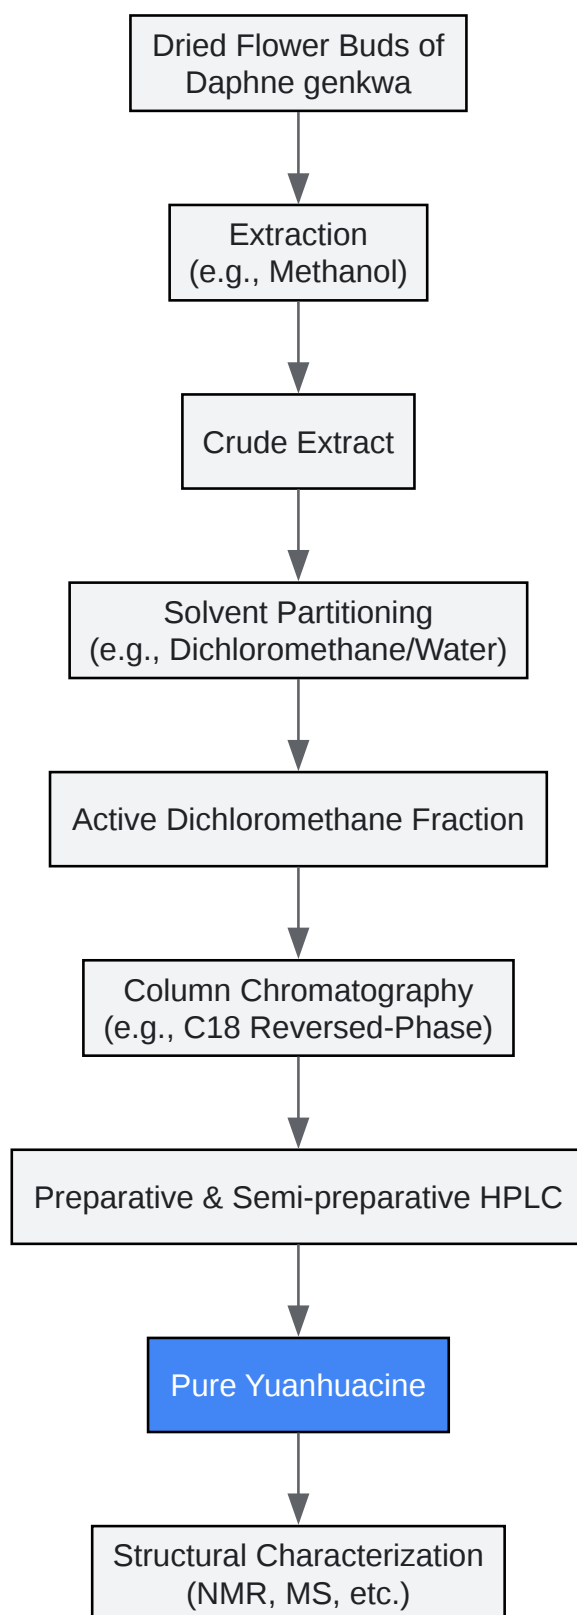 Dried Flower Buds of
Daphne genkwa
Extraction
(e.g., Methanol)
Crude Extract
Solvent Partitioning
(e.g., Dichloromethane/Water)
Active Dichloromethane Fraction
Column Chromatography
(e.g., C18 Reversed-Phase)
Preparative & Semi-preparative HPLC
Pure Yuanhuacine
Structural Characterization
(NMR, MS, etc.)